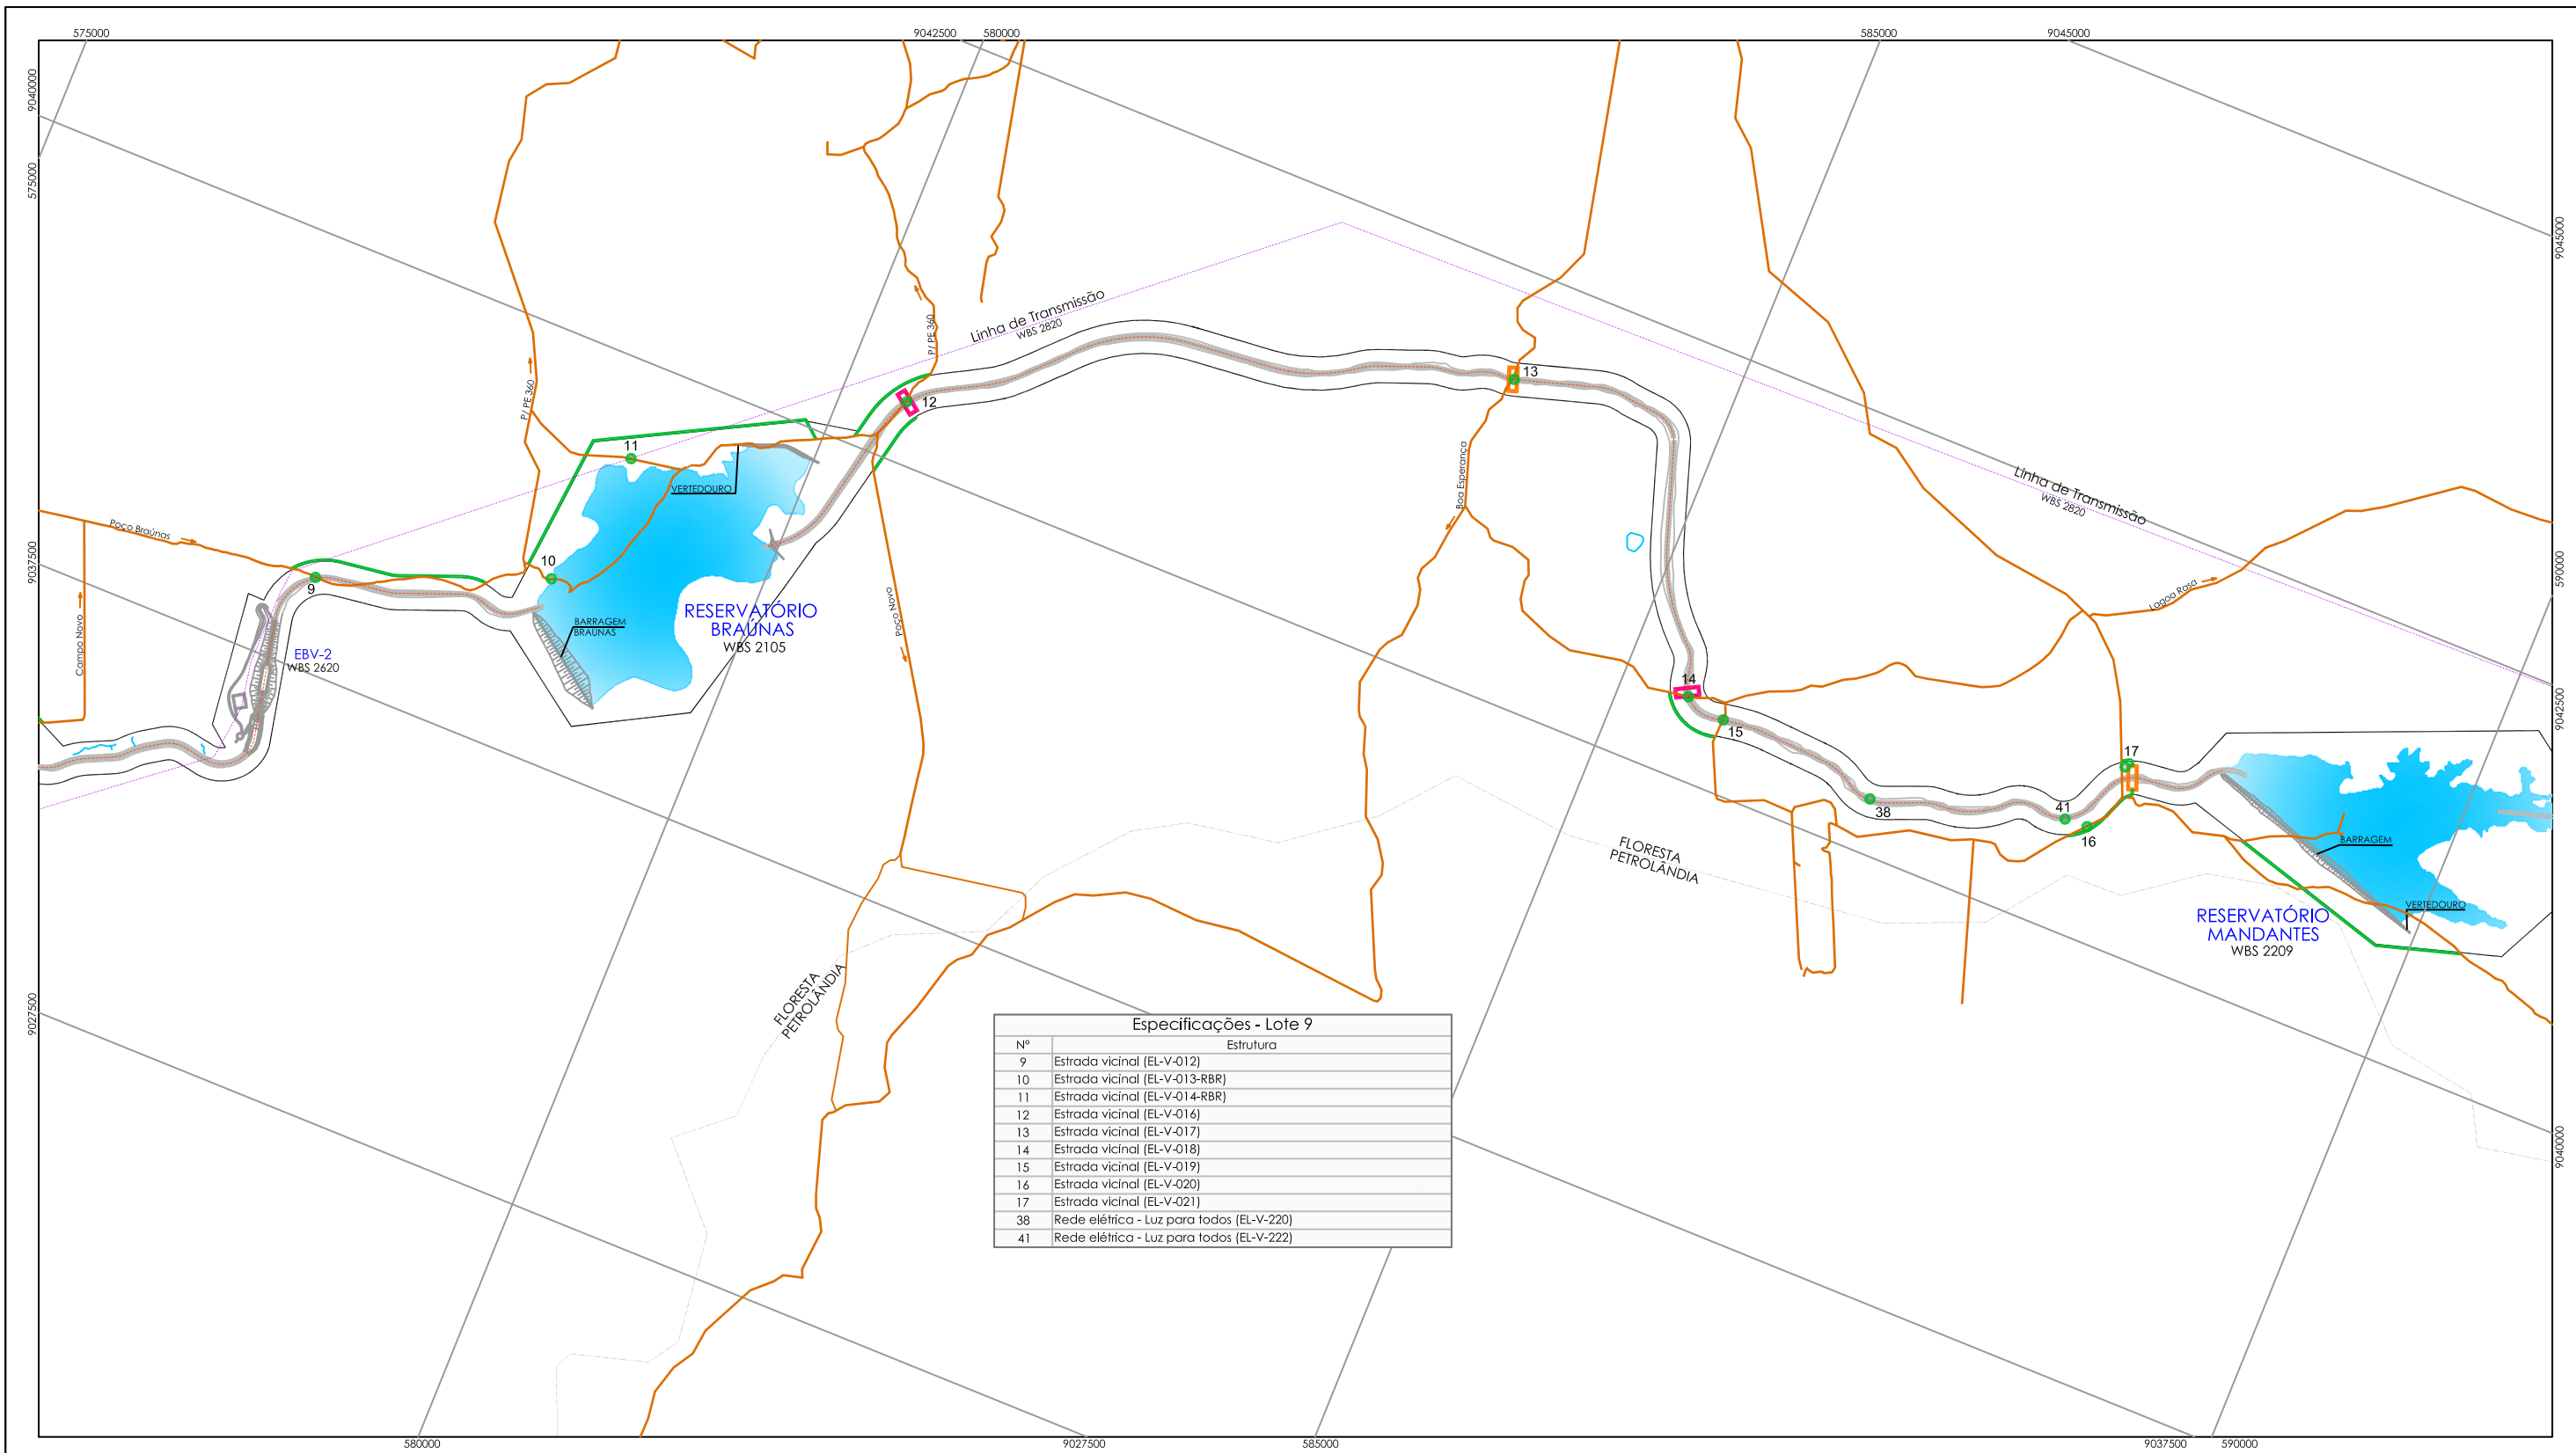 575000
9042500
580000
585000
9045000
9040000
575000
9037500
9027500
9045000
590000
9042500
9040000
Linha de Transmissão
WBS 2820
P/ PE 360
P/ PE 360
12
13
11
VERTEDOURO
Poço Braúnas
10
9
Campo Novo
EBV-2
WBS 2620
BARRAGEM
BRAÚNAS
RESERVATÓRIO
BRAÚNAS
WBS 2105
Poço Novo
Boa Esperança
Linha de Transmissão
WBS 2820
Lagoa Rasa
14
15
38
41
16
17
BARRAGEM
VERTEDOURO
RESERVATÓRIO
MANDANTES
WBS 2209
FLORESTA
PETROLÂNDIA
FLORESTA
PETROLÂNDIA
Especificações - Lote 9
Nº Estrutura
9 Estrada vicinal (EL-V-012)
10 Estrada vicinal (EL-V-013-RBR)
11 Estrada vicinal (EL-V-014-RBR)
12 Estrada vicinal (EL-V-016)
13 Estrada vicinal (EL-V-017)
14 Estrada vicinal (EL-V-018)
15 Estrada vicinal (EL-V-019)
16 Estrada vicinal (EL-V-020)
17 Estrada vicinal (EL-V-021)
38 Rede elétrica - Luz para todos (EL-V-220)
41 Rede elétrica - Luz para todos (EL-V-222)
580000
9027500
585000
9037500
590000